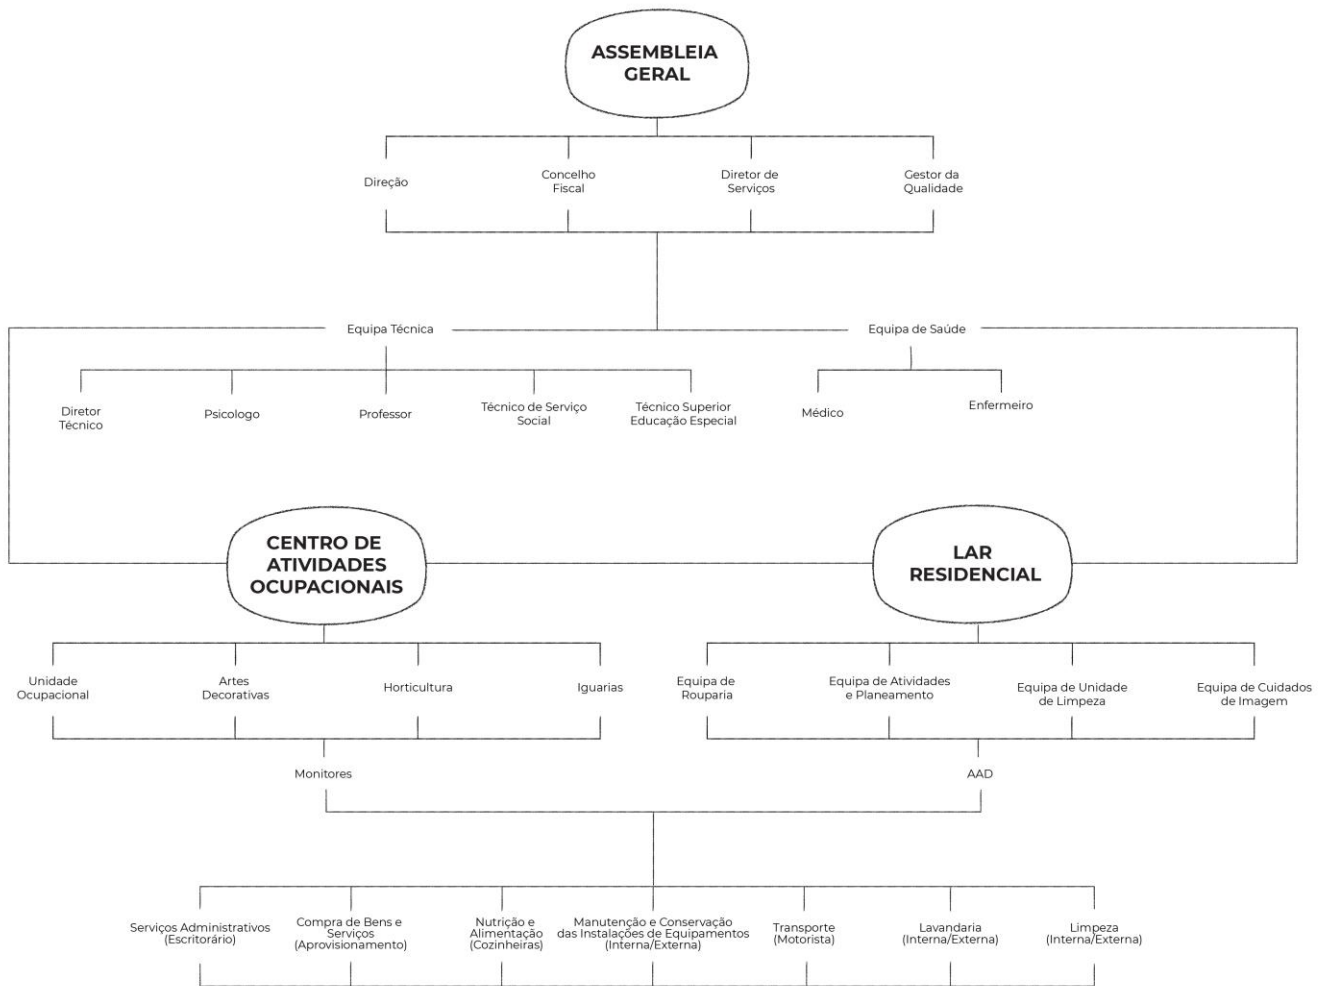 ASSEMBLEIA
GERAL
Direção
Concelho
Fiscal
Diretor de
Serviços
Gestor da
Qualidade
Equipa Técnica
Equipa de Saúde
Diretor
Técnico
Psicologo
Professor
Técnico de Serviço
Social
Técnico Superior
Educação Especial
Médico
Enfermeiro
CENTRO DE
ATIVIDADES
OCUPACIONAIS
LAR
RESIDENCIAL
Unidade
Ocupacional
Artes
Decorativas
Horticultura
Iguarias
Equipa de
Rouparia
Equipa de Atividades
e Planeamento
Equipa de Unidade
de Limpeza
Equipa de Cuidados
de Imagem
Monitores
AAD
Serviços Administrativos
(Escritorário)
Compra de Bens e
Serviços
(Aprovisionamento)
Nutrição e
Alimentação
(Cozinheiras)
Manutenção e Conservação
das Instalações de Equipamentos
(Interna/Externa)
Transporte
(Motorista)
Lavandaria
(Interna/Externa)
Limpeza
(Interna/Externa)